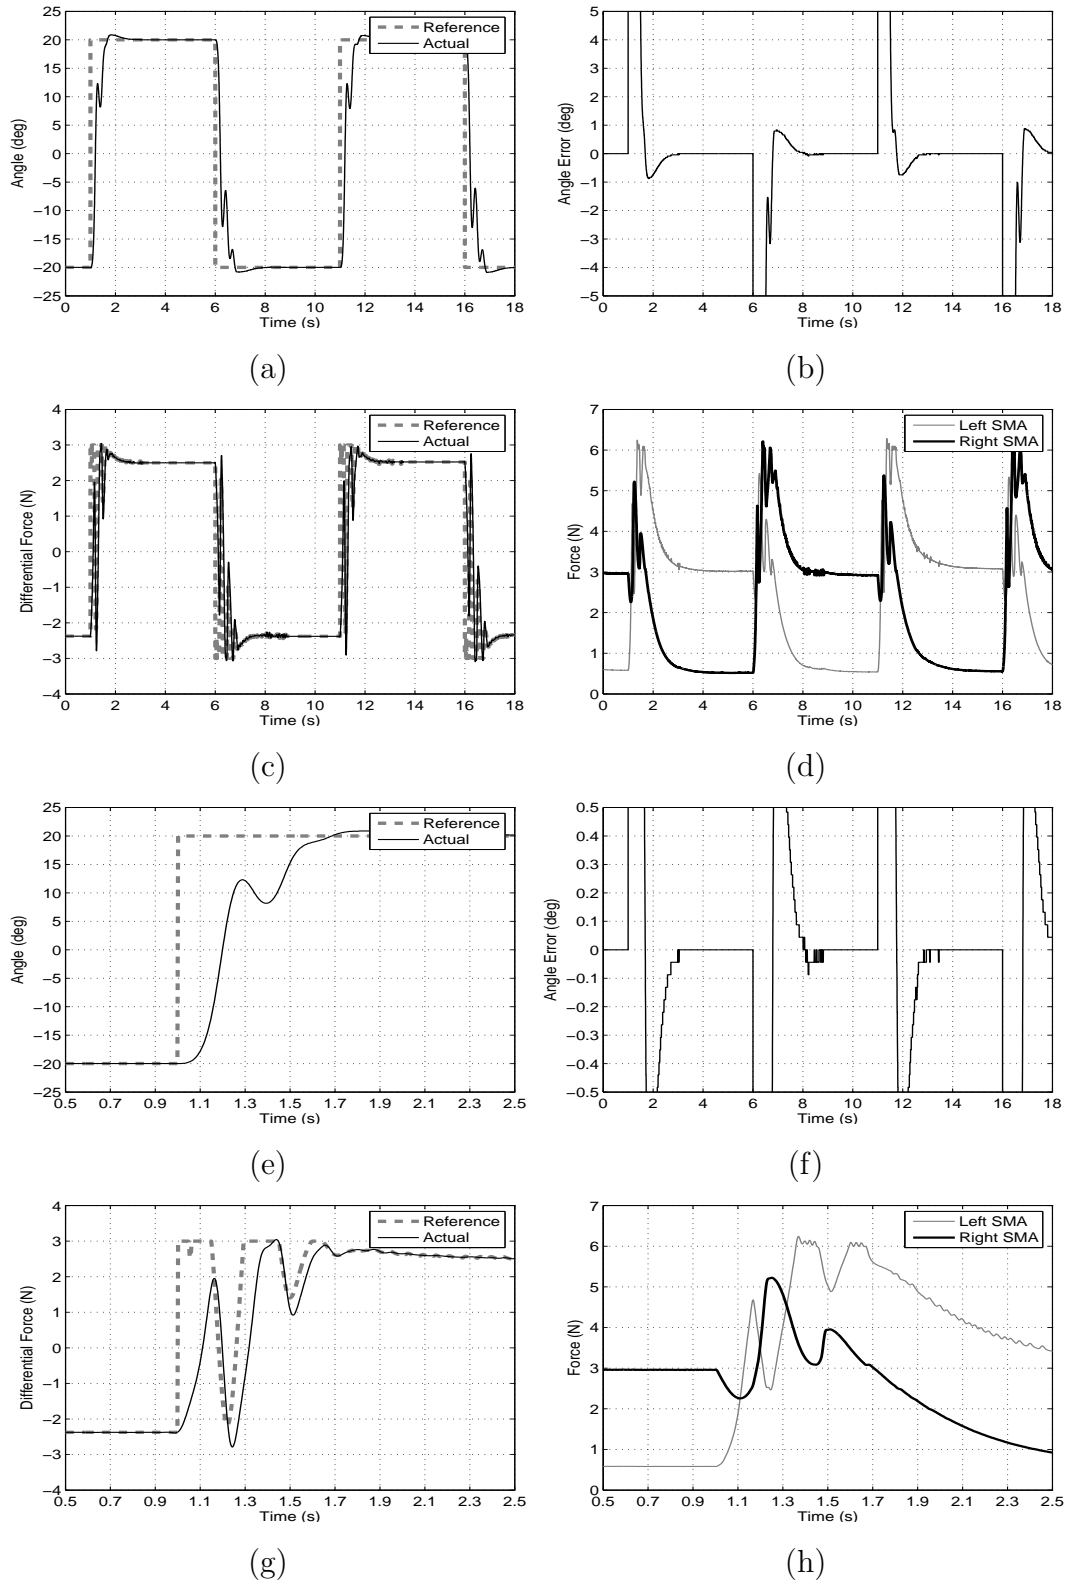 25
20
15
10
5
0
−5
−10
−15
−20
−25
Angle (deg)
0 2 4 6 8 10 12 14 16 18
Time (s)
Reference
Actual
(a)
5
4
3
2
1
0
−1
−2
−3
−4
−5
Angle Error (deg)
0 2 4 6 8 10 12 14 16 18
Time (s)
(b)
4
3
2
1
0
−1
−2
−3
−4
Differential Force (N)
0 2 4 6 8 10 12 14 16 18
Time (s)
Reference
Actual
(c)
7
6
5
4
3
2
1
0
Force (N)
0 2 4 6 8 10 12 14 16 18
Time (s)
Left SMA
Right SMA
(d)
25
20
15
10
5
0
−5
−10
−15
−20
−25
Angle (deg)
0.5 0.7 0.9 1.1 1.3 1.5 1.7 1.9 2.1 2.3 2.5
Time (s)
Reference
Actual
(e)
0.5
0.4
0.3
0.2
0.1
0
−0.1
−0.2
−0.3
−0.4
−0.5
Angle Error (deg)
0 2 4 6 8 10 12 14 16 18
Time (s)
(f)
4
3
2
1
0
−1
−2
−3
−4
Differential Force (N)
0.5 0.7 0.9 1.1 1.3 1.5 1.7 1.9 2.1 2.3 2.5
Time (s)
Reference
Actual
(g)
7
6
5
4
3
2
1
0
Force (N)
0.5 0.7 0.9 1.1 1.3 1.5 1.7 1.9 2.1 2.3 2.5
Time (s)
Left SMA
Right SMA
(h)